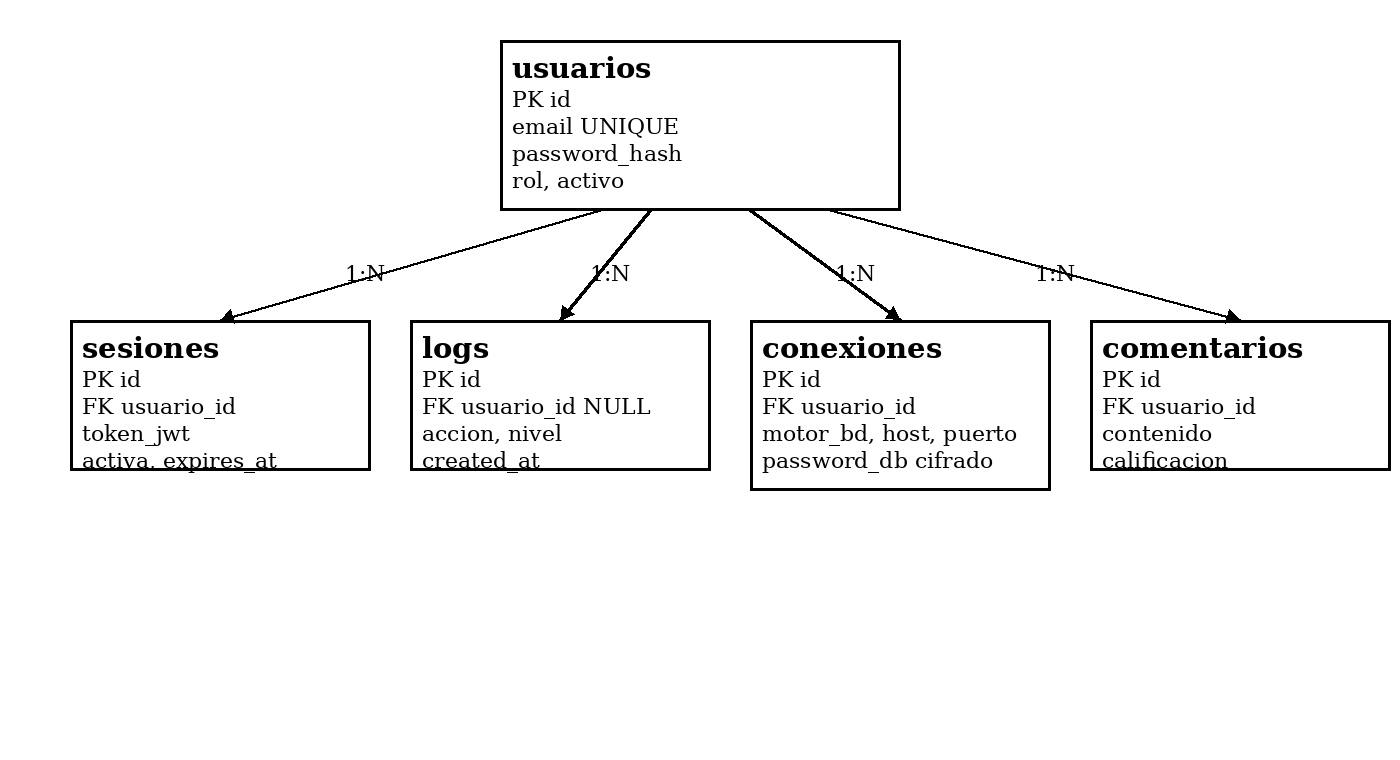 usuarios
PK id
email UNIQUE
password_hash
rol, activo
1:N
1:N
1:N
1:N
sesiones
PK id
FK usuario_id
token_jwt
activa, expires_at
logs
PK id
FK usuario_id NULL
accion, nivel
created_at
conexiones
PK id
FK usuario_id
motor_bd, host, puerto
password_db cifrado
comentarios
PK id
FK usuario_id
contenido
calificacion